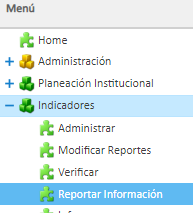 Menú
Home
Administración
Planeación Institucional
Indicadores
Administrar
Modificar Reportes
Verificar
Reportar Información